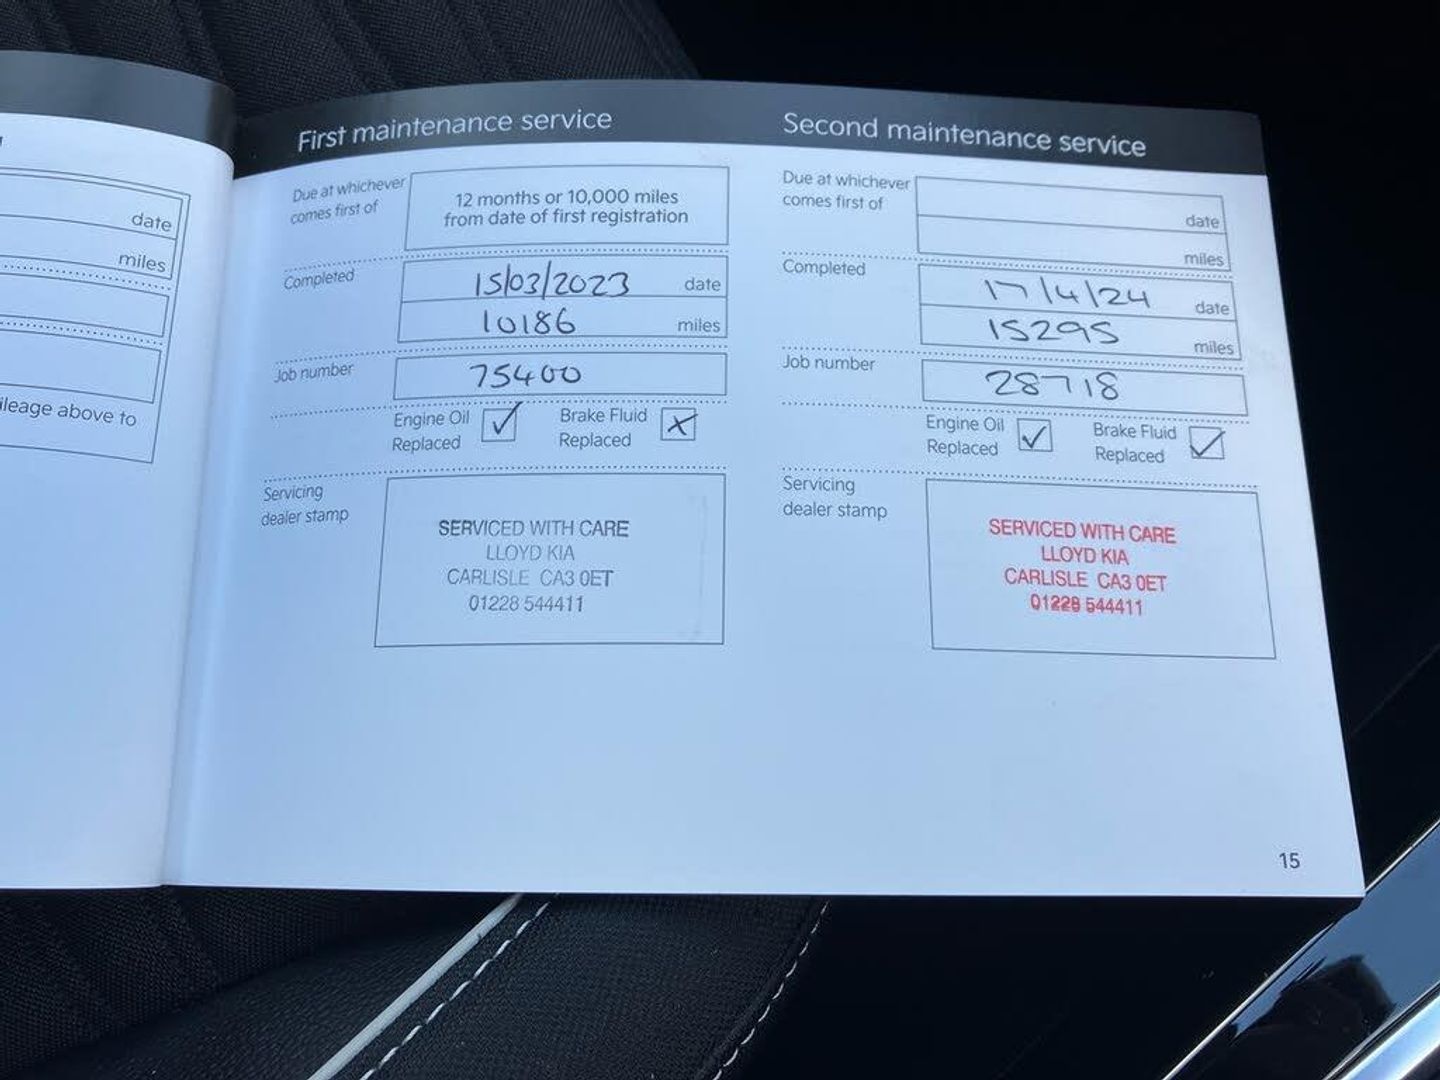 date
miles
ileage above to
First maintenance service
Due at whichever
comes first of
12 months or 10,000 miles
from date of first registration
Completed
15/03/2023 date
10186 miles
Job number
75400
Engine Oil
Replaced
Brake Fluid
Replaced
Servicing
dealer stamp
SERVICED WITH CARE
LLOYD KIA
CARLISLE CA3 0ET
01228 544411
Second maintenance service
Due at whichever
comes first of
date
miles
Completed
17/4/24 date
15295 miles
Job number
28718
Engine Oil
Replaced
Brake Fluid
Replaced
Servicing
dealer stamp
SERVICED WITH CARE
LLOYD KIA
CARLISLE CA3 0ET
01228 544411
15